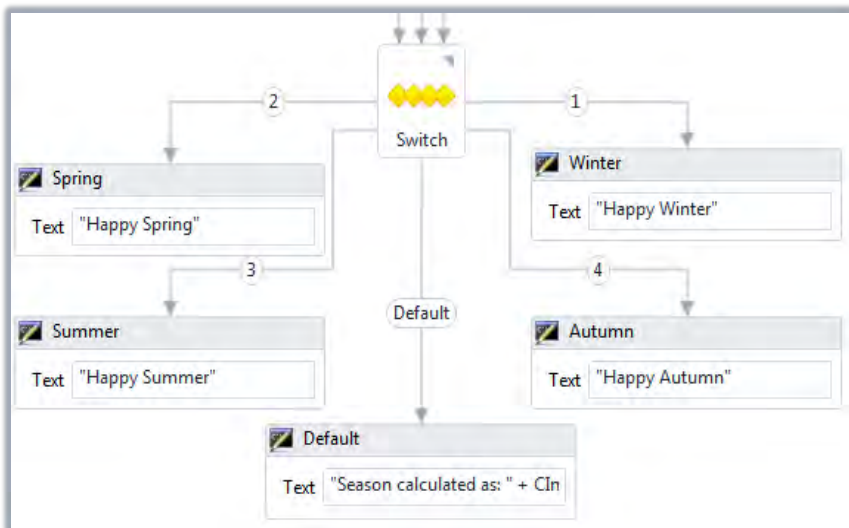 2
1
Switch
Spring
Text "Happy Spring"
Winter
Text "Happy Winter"
3
4
Default
Summer
Text "Happy Summer"
Autumn
Text "Happy Autumn"
Default
Text "Season calculated as: " + CIn